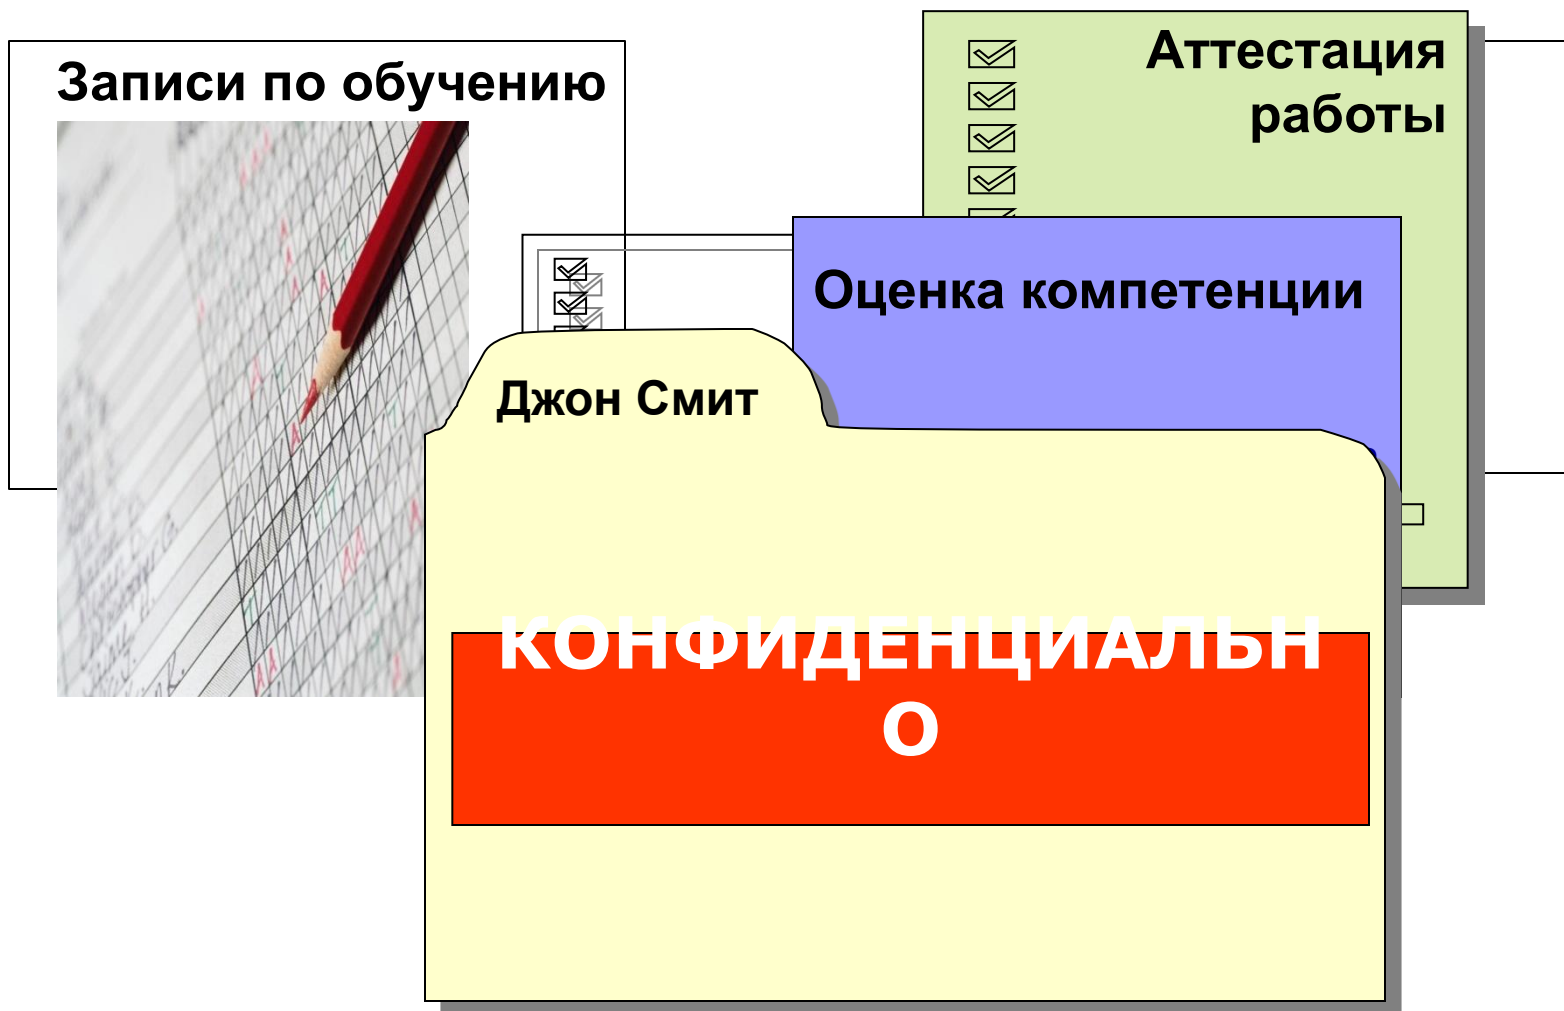 Записи по обучению
Аттестация
работы
Оценка компетенции
Джон Смит
КОНФИДЕНЦИАЛЬН
О